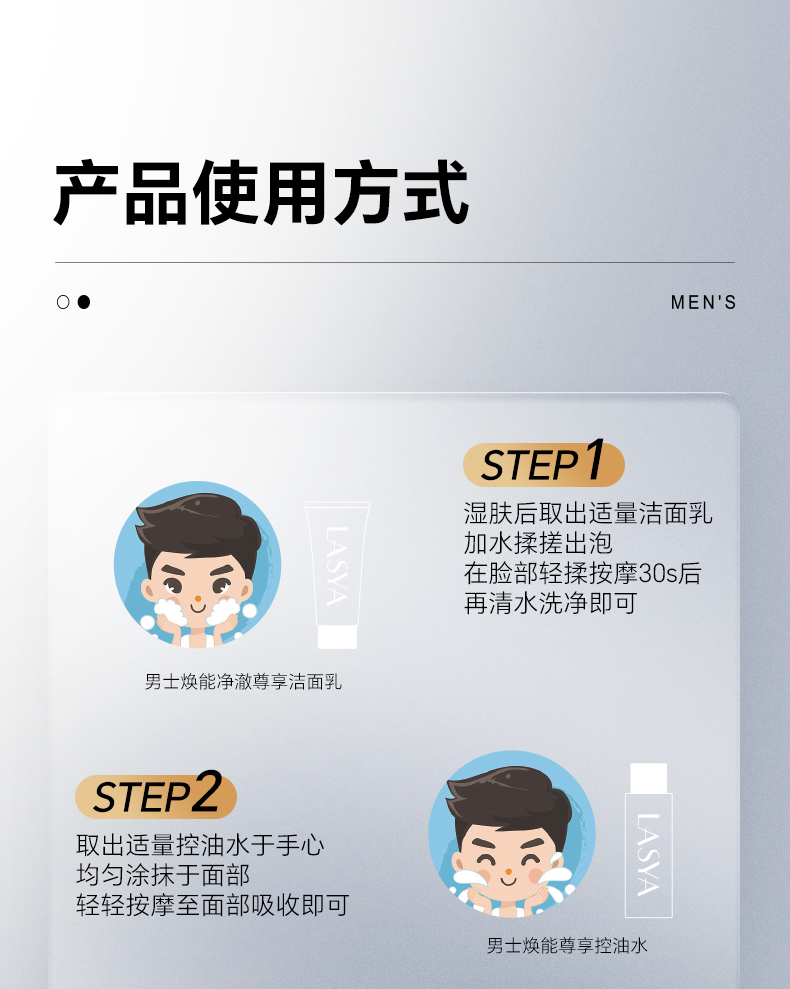 产品使用方式
MEN'S
STEP 1
湿肤后取出适量洁面乳
加水揉搓出泡
在脸部轻揉按摩30s后
再清水洗净即可
LASYA
男士焕能净澈尊享洁面乳
STEP 2
取出适量控油水于手心
均匀涂抹于面部
轻轻按摩至面部吸收即可
LASYA
男士焕能尊享控油水